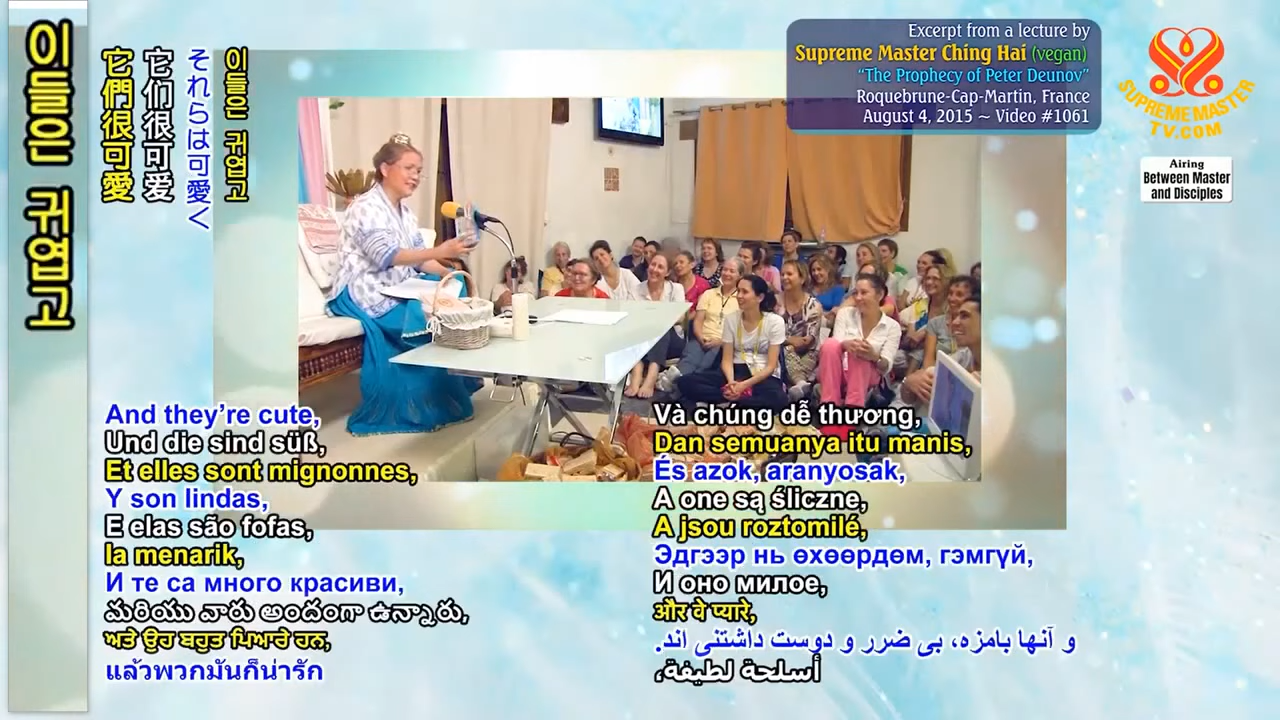 이들은 귀엽고
它們很可愛
它们很可爱
それらは可愛く
이들은 귀엽고
Excerpt from a lecture by
Supreme Master Ching Hai (vegan)
“The Prophecy of Peter Deunov”
Roquebrune-Cap-Martin, France
August 4, 2015 ~ Video #1061
SUPREME MASTER
TV.COM
Airing
Between Master
and Disciples
And they’re cute,
Und die sind süß,
Et elles sont mignonnes,
Y son lindas,
E elas são fofas,
Ia menarik,
И те са много красиви,
మరియు వారు అందంగా ఉన్నారు,
ਅਤੇ ਉਹ ਬਹੁਤ ਪਿਆਰੇ ਹਨ,
แล้วพวกมันก็น่ารัก
Và chúng dễ thương,
Dan semuanya itu manis,
És azok, aranyosak,
A one są śliczne,
A jsou roztomilé,
Эдгээр нь өхөөрдөм, гэмгүй,
И оно милое,
और वे प्यारे,
و آنها بامزه، بی ضرر و دوست داشتنی اند.
أسلحة لطيفة،